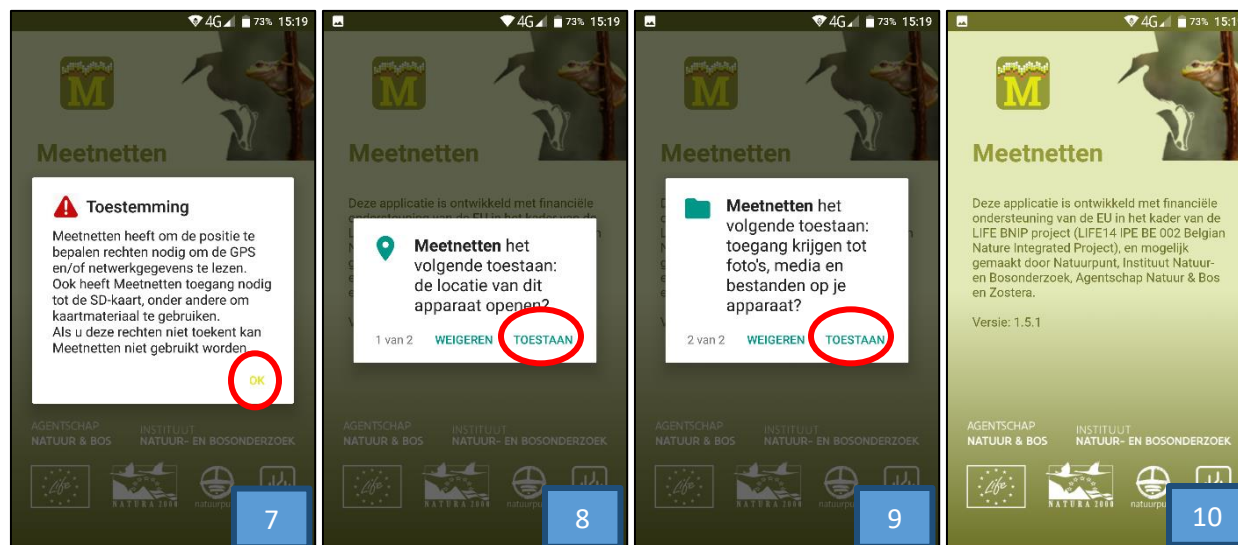 4G 73% 15:19
M
Meetnetten
Toestemming
Meetnetten heeft om de positie te
bepalen rechten nodig om de GPS
en/of netwerkgegevens te lezen.
Ook heeft Meetnetten toegang nodig
tot de SD-kaart, onder andere om
kaartmateriaal te gebruiken.
Als u deze rechten niet toekent kan
Meetnetten niet gebruikt worden
OK
AGENTSCHAP
NATUUR & BOS
INSTITUUT
NATUUR- EN BOSONDERZOEK
Life
NATURA 2000
7
4G 73% 15:19
M
Meetnetten
Deze applicatie is ontwikkeld met financiële
ondersteuning van de EU in het kader van de
Meetnetten het
volgende toestaan:
de locatie van dit
apparaat openen?
1 van 2 WEIGEREN TOESTAAN
AGENTSCHAP
NATUUR & BOS
INSTITUUT
NATUUR- EN BOSONDERZOEK
Life
NATURA 2000
8
4G 73% 15:19
M
Meetnetten
Meetnetten het
volgende toestaan:
toegang krijgen tot
foto's, media en
bestanden op je
apparaat?
2 van 2 WEIGEREN TOESTAAN
AGENTSCHAP
NATUUR & BOS
INSTITUUT
NATUUR- EN BOSONDERZOEK
Life
NATURA 2000
9
4G 73% 15:1
M
Meetnetten
Deze applicatie is ontwikkeld met financiële
ondersteuning van de EU in het kader van de
LIFE BNIP project (LIFE14 IPE BE 002 Belgian
Nature Integrated Project), en mogelijk
gemaakt door Natuurpunt, Instituut Natuur-
en Bosonderzoek, Agentschap Natuur & Bos
en Zostera.
Versie: 1.5.1
AGENTSCHAP
NATUUR & BOS
INSTITUUT
NATUUR- EN BOSONDERZOEK
Life
NATURA 2000
10